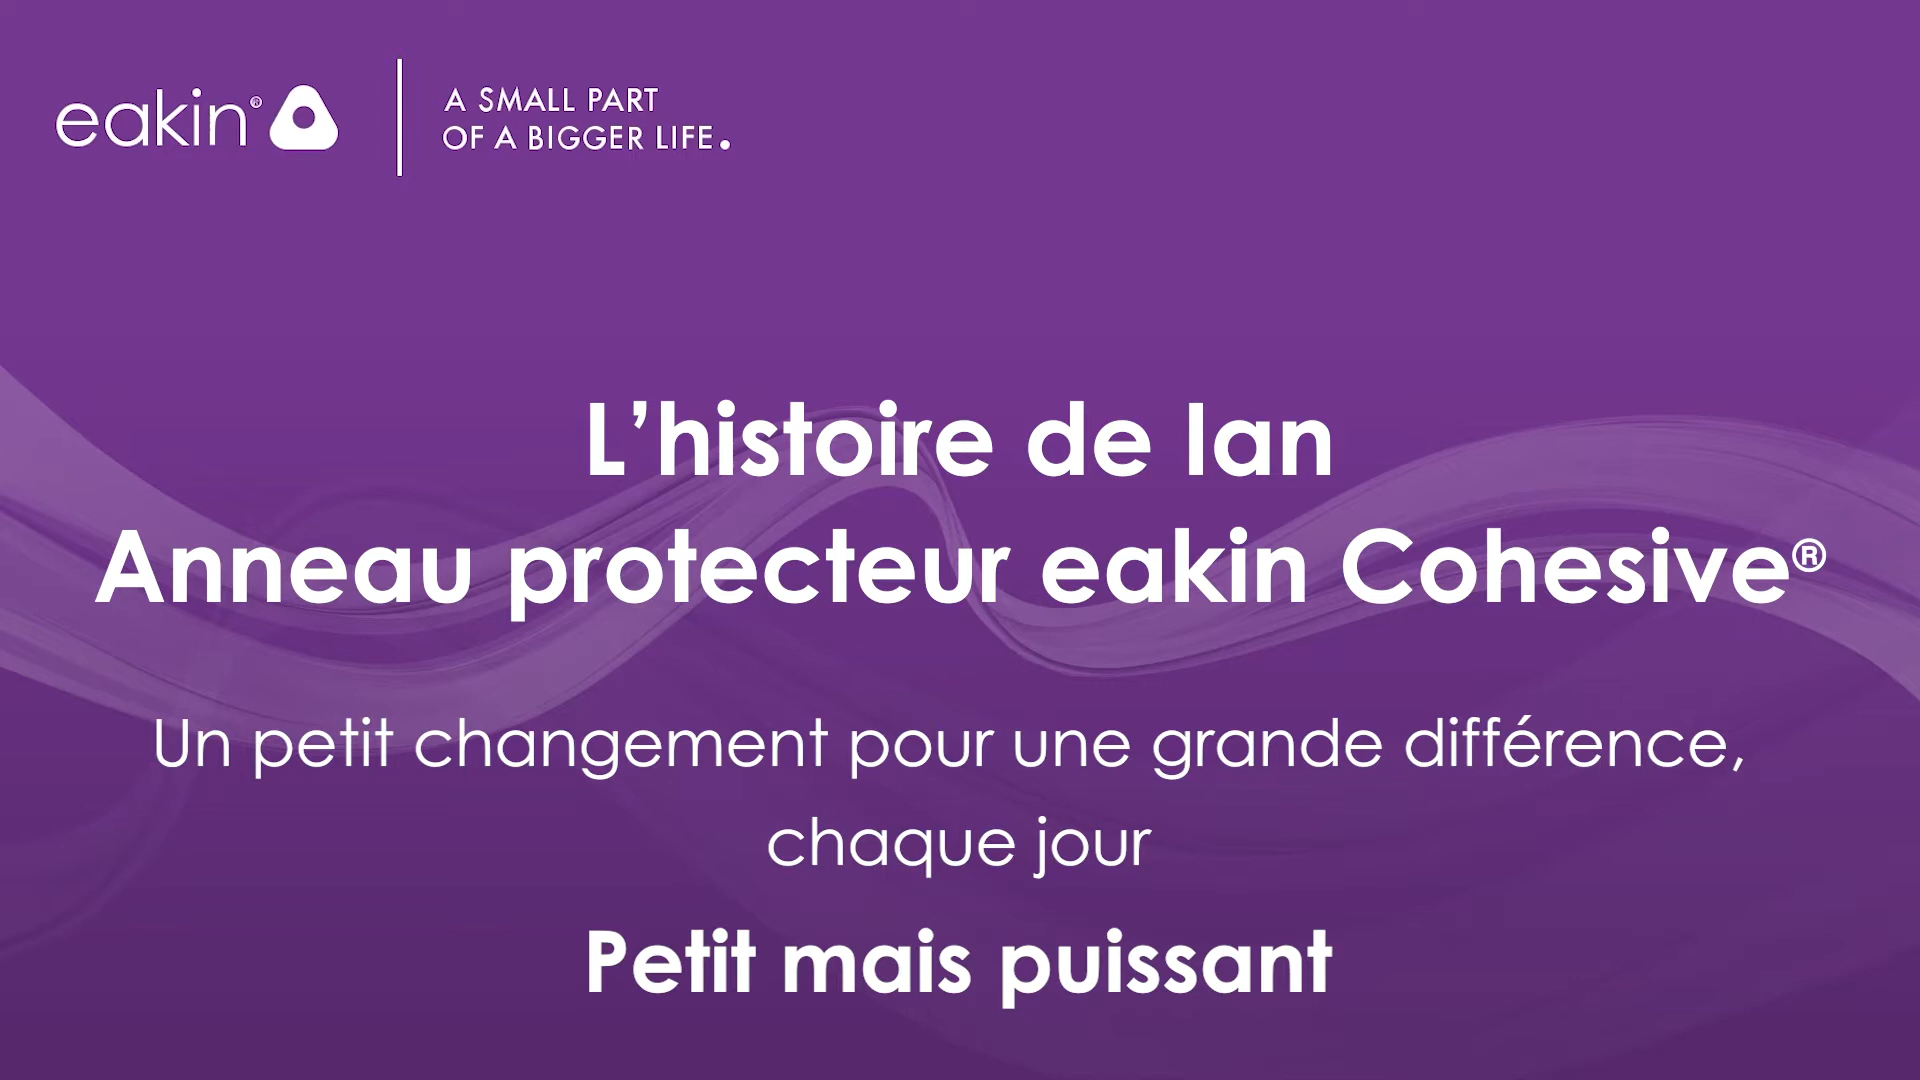 eakin®
A SMALL PART
OF A BIGGER LIFE.
L’histoire de Ian
Anneau protecteur eakin Cohesive®
Un petit changement pour une grande différence,
chaque jour
Petit mais puissant